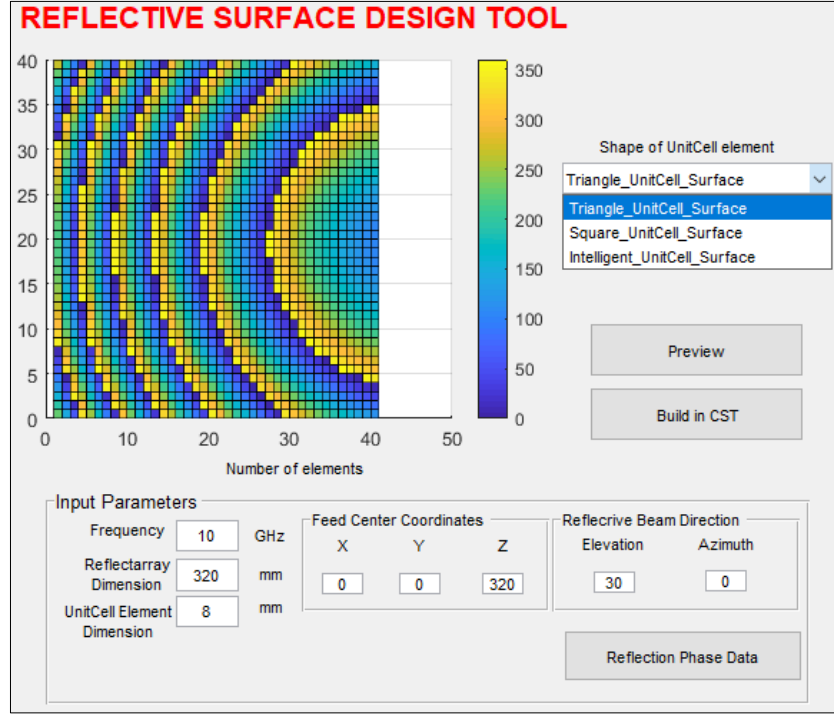 REFLECTIVE SURFACE DESIGN TOOL
40
35
30
25
20
15
10
5
0
0 10 20 30 40 50
Number of elements
350
300
250
200
150
100
50
0
Shape of UnitCell element
Triangle_UnitCell_Surface
Triangle_UnitCell_Surface
Square_UnitCell_Surface
Intelligent_UnitCell_Surface
Preview
Build in CST
Input Parameters
Frequency 10 GHz
Reflectarray
Dimension 320 mm
UnitCell Element
Dimension 8 mm
Feed Center Coordinates
X Y Z
0 0 320
Reflecrive Beam Direction
Elevation Azimuth
30 0
Reflection Phase Data